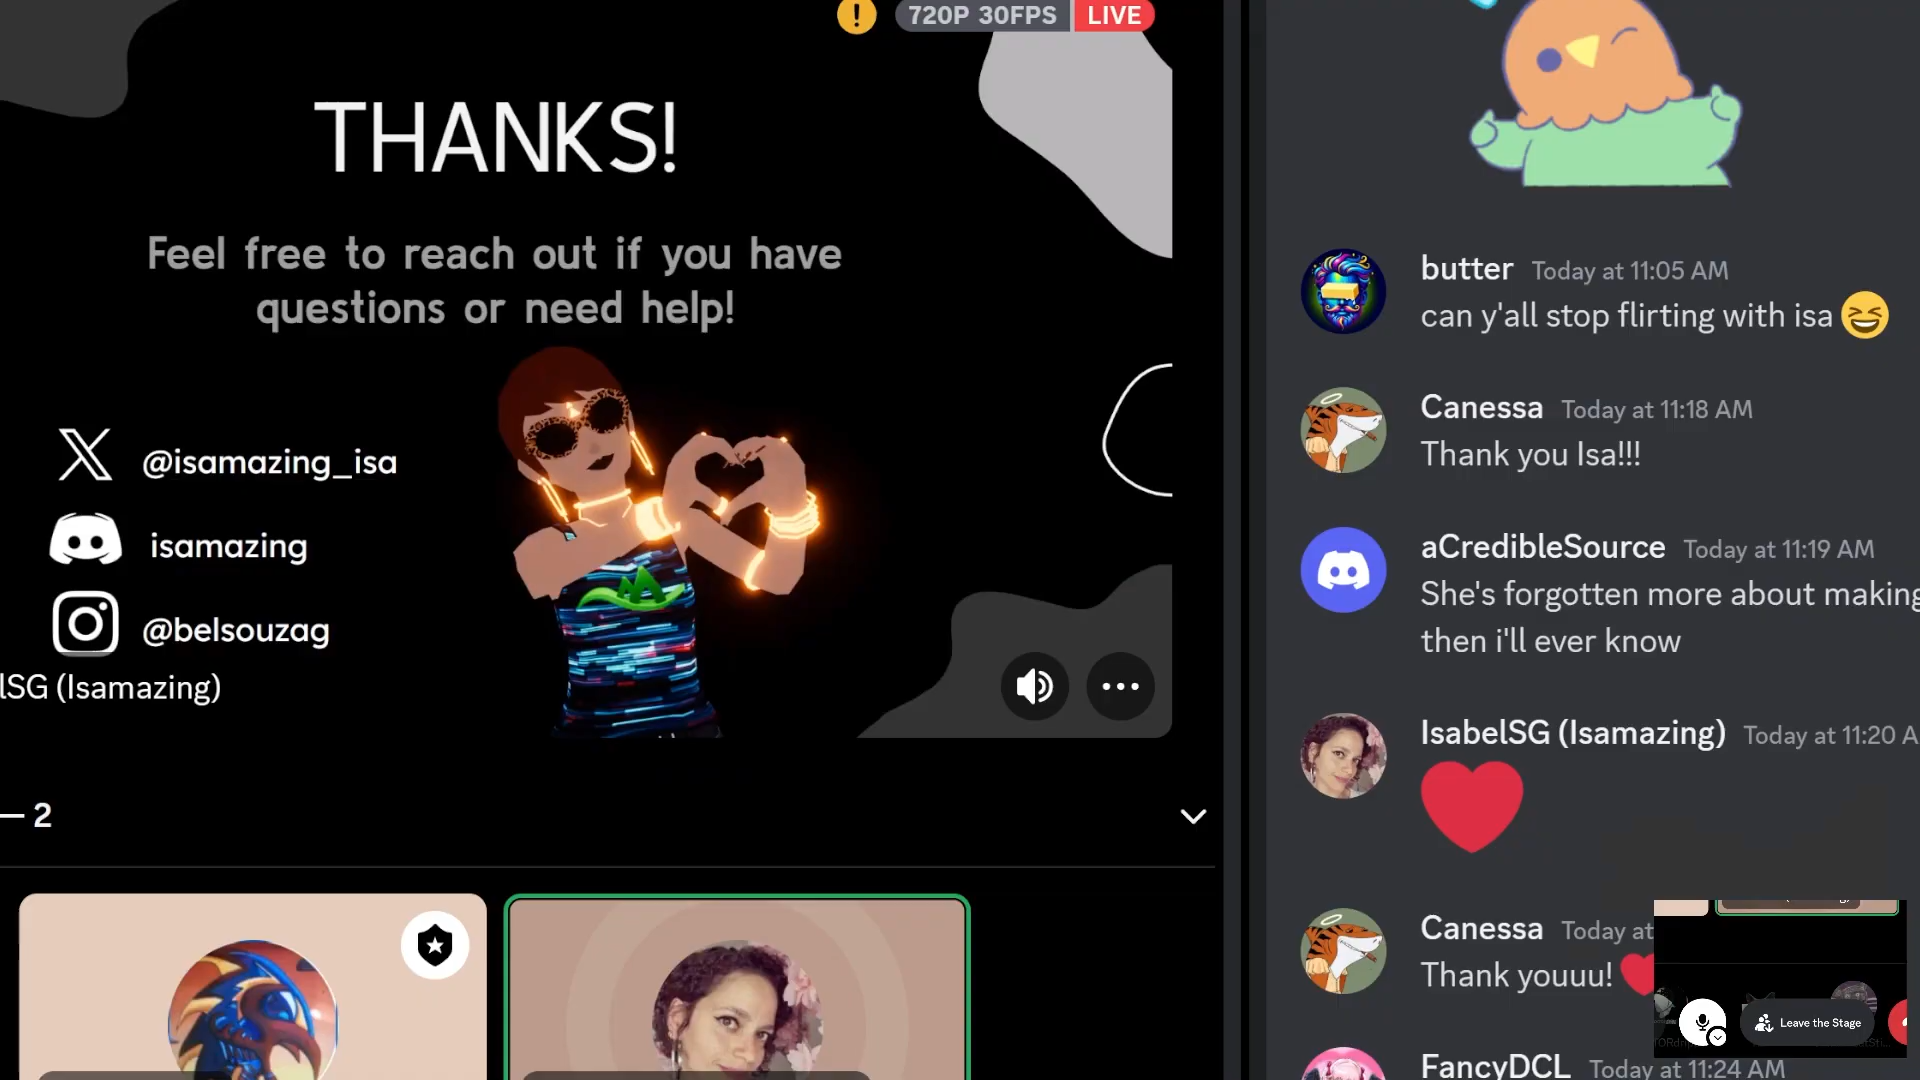 720P 30FPS LIVE
THANKS!
Feel free to reach out if you have
questions or need help!
@isamazing_isa
isamazing
@belsouzag
lSG (Isamazing)
— 2
butter Today at 11:05 AM
can y'all stop flirting with isa
Canessa Today at 11:18 AM
Thank you Isa!!!
aCredibleSource Today at 11:19 AM
She's forgotten more about making
then i'll ever know
IsabelSG (Isamazing) Today at 11:20 A
Canessa Today at
Thank youuu!
Leave the Stage
FancyDCL Today at 11:24 AM